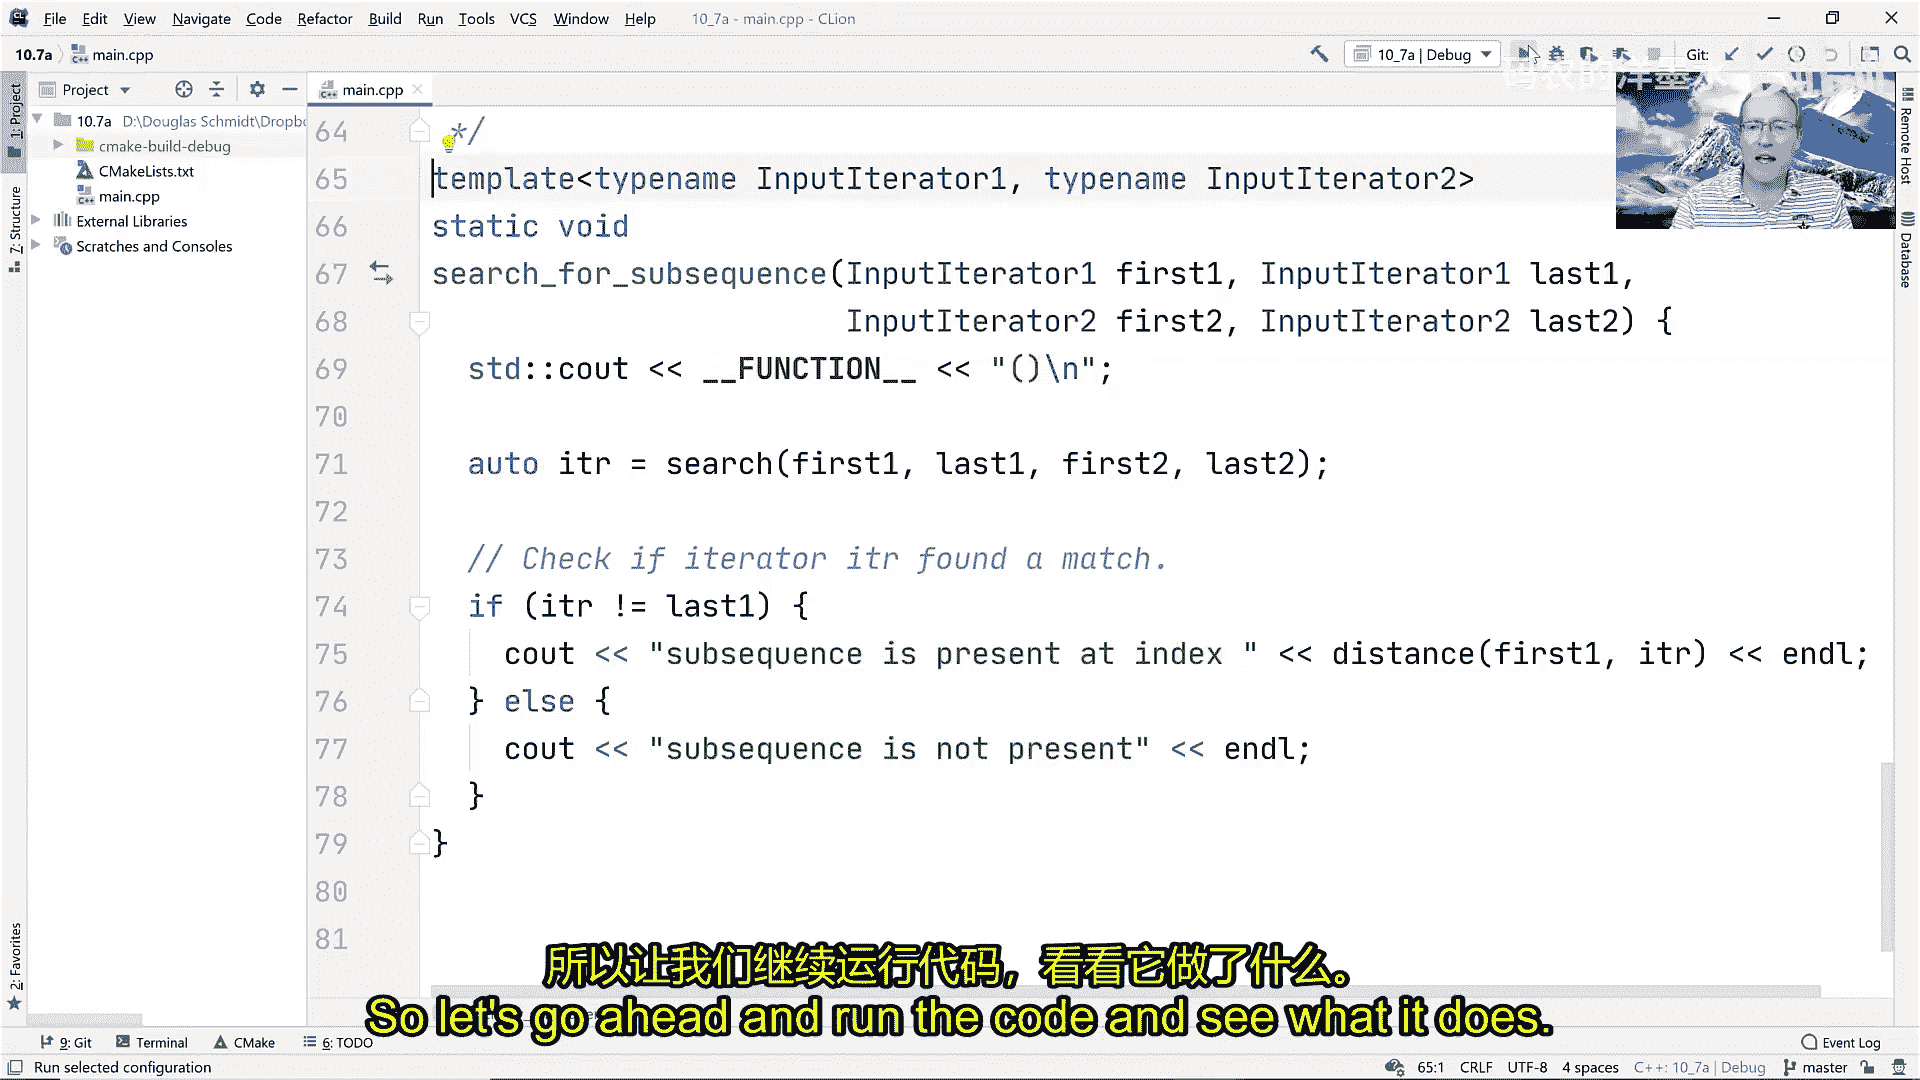 File Edit View Navigate Code Refactor Build Run Tools VCS Window Help 10_7a - main.cpp - CLion
10.7a main.cpp 10_7a | Debug Git:
Project main.cpp
1: Project
7: Structure
2: Favorites
Remote Host
Database
10.7a D:\Douglas Schmidt\Dropbo
cmake-build-debug
CMakeLists.txt
main.cpp
External Libraries
Scratches and Consoles
64 */
65 template<typename InputIterator1, typename InputIterator2>
66 static void
67 search_for_subsequence(InputIterator1 first1, InputIterator1 last1,
68 InputIterator2 first2, InputIterator2 last2) {
69 std::cout << __FUNCTION__ << "()\n";
70
71 auto itr = search(first1, last1, first2, last2);
72
73 // Check if iterator itr found a match.
74 if (itr != last1) {
75 cout << "subsequence is present at index " << distance(first1, itr) << endl;
76 } else {
77 cout << "subsequence is not present" << endl;
78 }
79 }
80
81
所以让我们继续运行代码，看看它做了什么。
So let's go ahead and run the code and see what it does.
9: Git Terminal CMake 6: TODO Event Log
Run selected configuration 65:1 CRLF UTF-8 4 spaces C++: 10_7a | Debug master